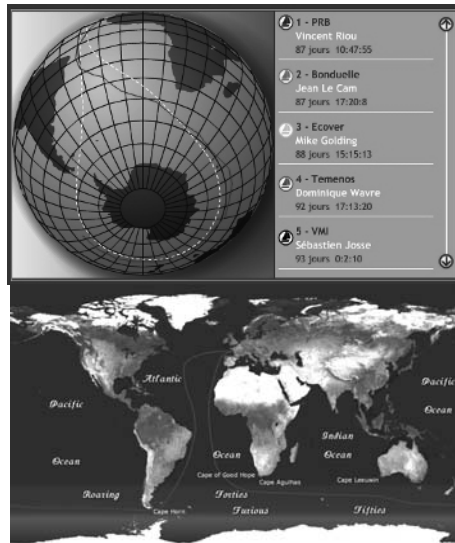 1 - PRB
Vincent Riou
87 jours 10:47:55
2 - Bonduelle
Jean Le Cam
87 jours 17:20:8
3 - Ecover
Mike Golding
88 jours 15:15:13
4 - Temenos
Dominique Wavre
92 jours 17:13:20
5 - VMI
Sébastien Josse
93 jours 0:2:10
Atlantic
Pacific
Pacific
Ocean
Indian
Ocean
Ocean
Ocean
Cape of Good Hope
Cape Agulhas
Cape Leeuwin
Roaring
Forties
Cape Horn
Furious
Fifties